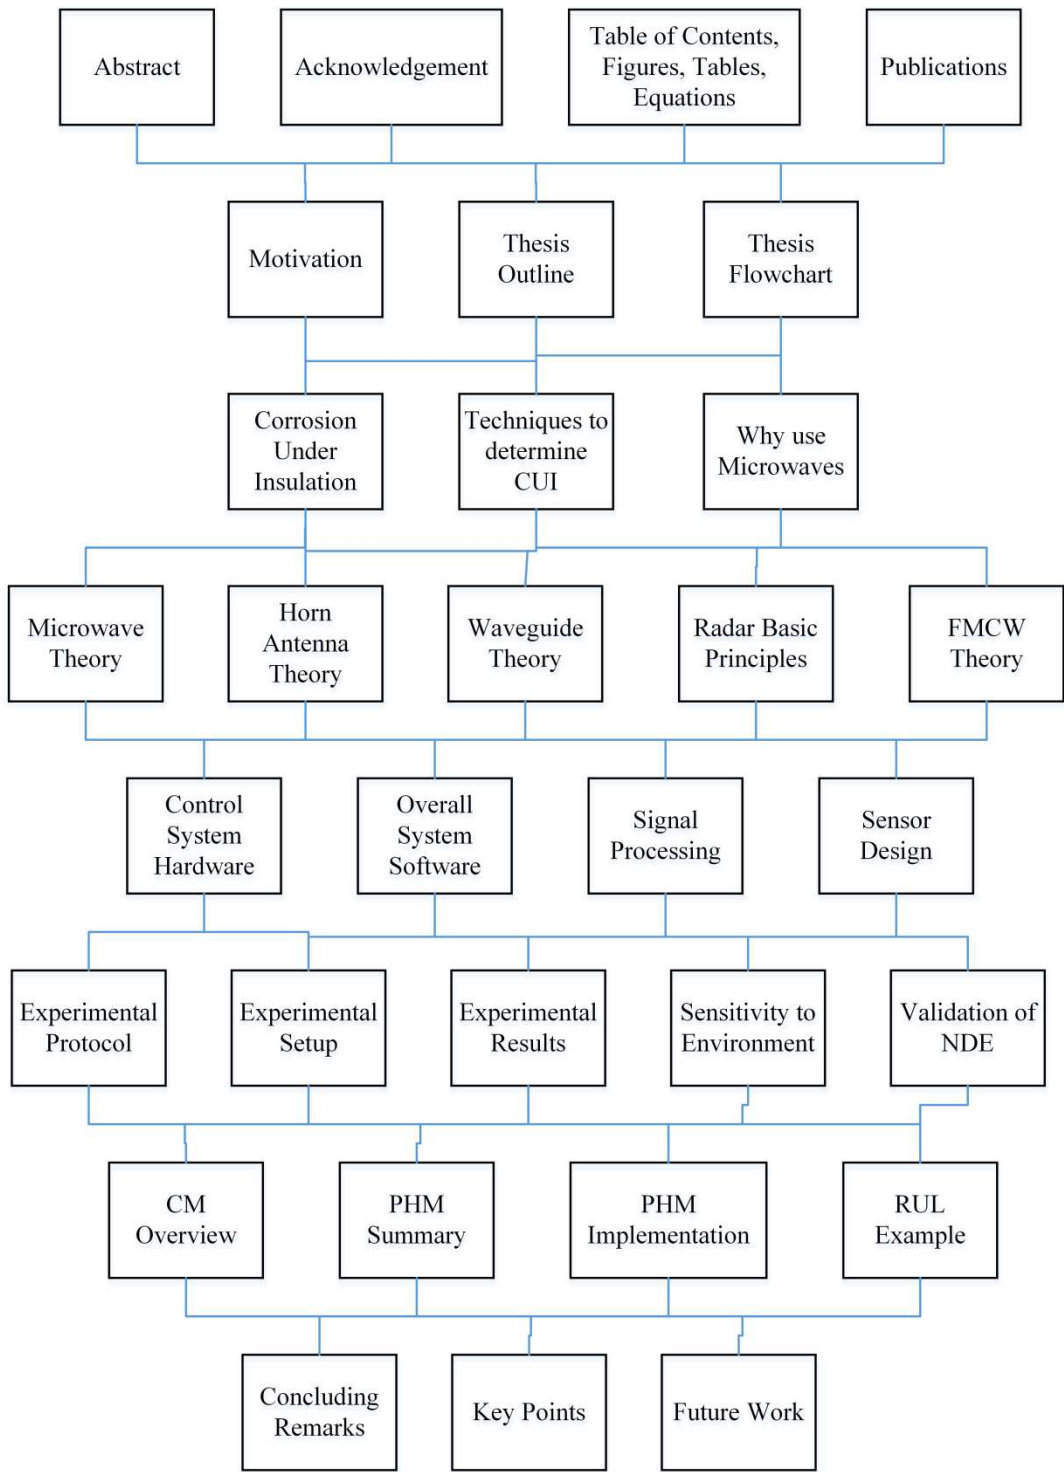 Abstract
Acknowledgement
Table of Contents,
Figures, Tables,
Equations
Publications
Motivation
Thesis
Outline
Thesis
Flowchart
Corrosion
Under
Insulation
Techniques to
determine
CUI
Why use
Microwaves
Microwave
Theory
Horn
Antenna
Theory
Waveguide
Theory
Radar Basic
Principles
FMCW
Theory
Control
System
Hardware
Overall
System
Software
Signal
Processing
Sensor
Design
Experimental
Protocol
Experimental
Setup
Experimental
Results
Sensitivity to
Environment
Validation of
NDE
CM
Overview
PHM
Summary
PHM
Implementation
RUL
Example
Concluding
Remarks
Key Points
Future Work